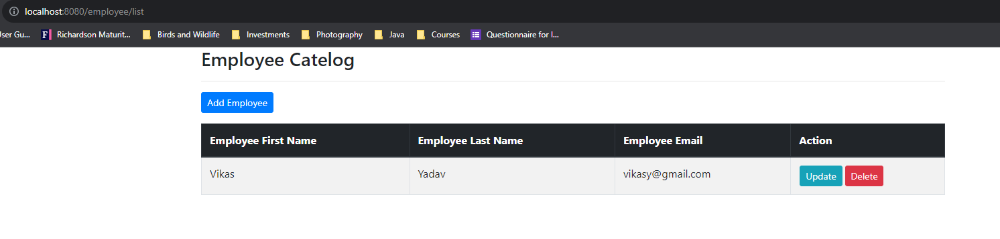 localhost:8080/employee/list
User Gu... Richardson Maturit... Birds and Wildlife Investments Photography Java Courses Questionnaire for I...
Employee Catelog
Add Employee
Employee First Name Employee Last Name Employee Email Action
Vikas Yadav vikasy@gmail.com Update Delete